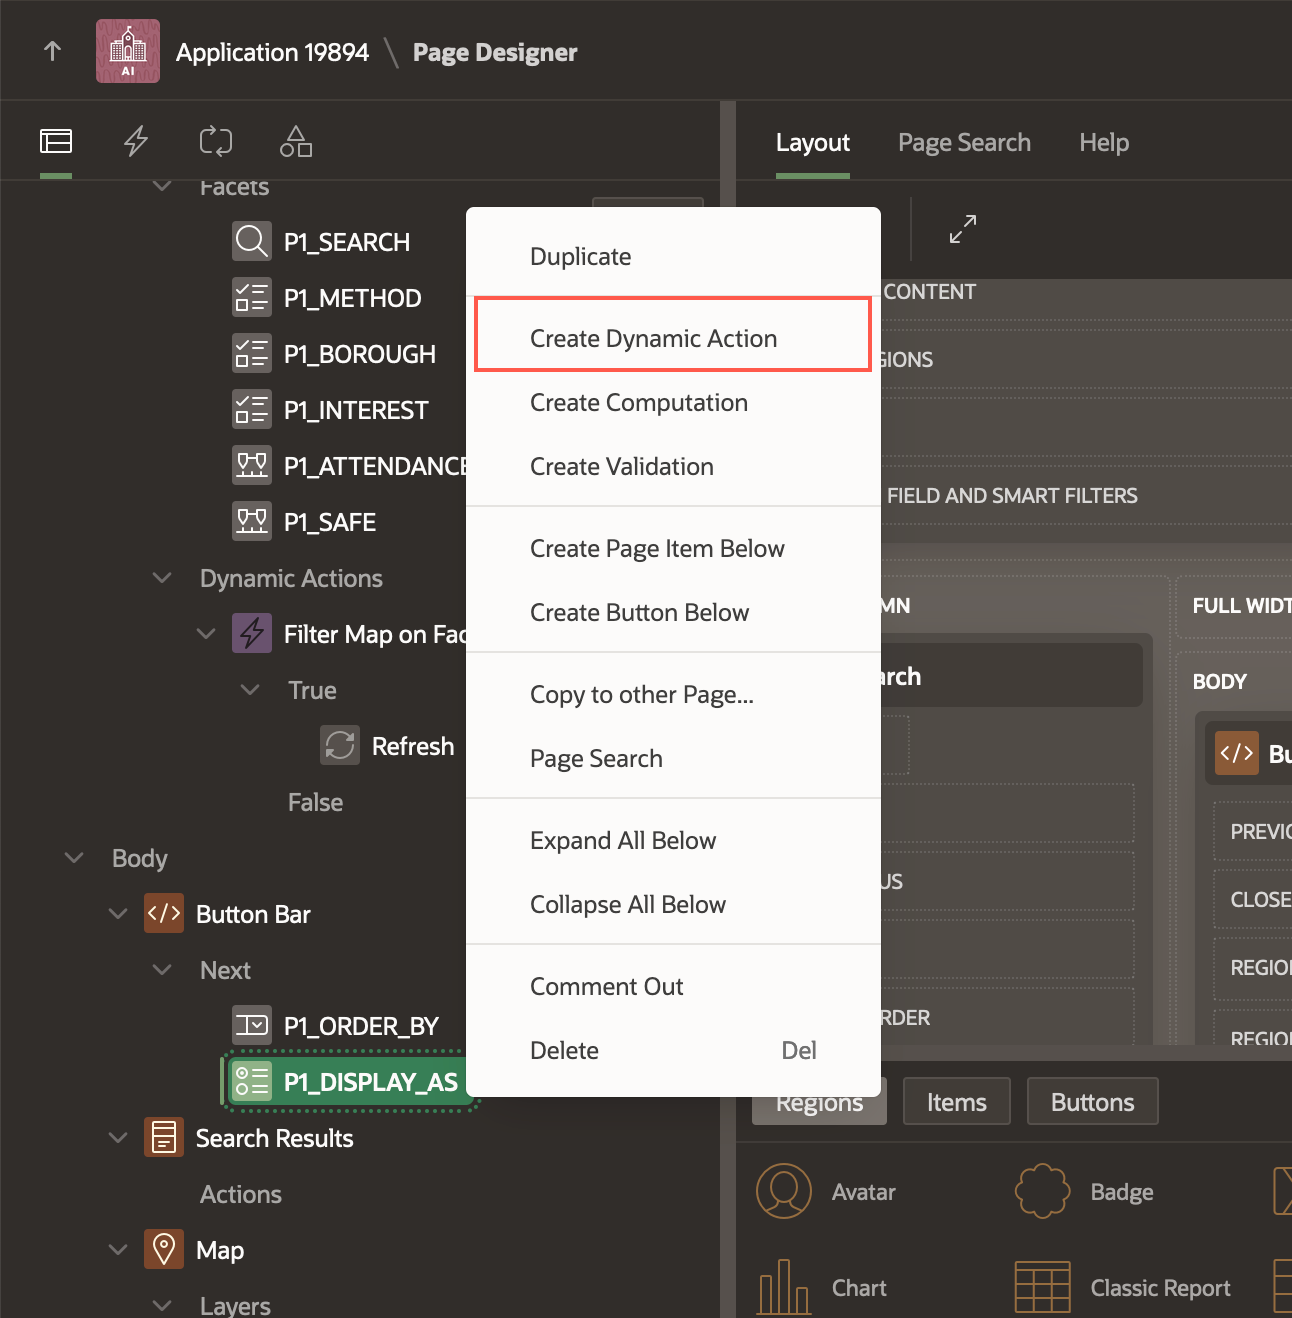 Application 19894 \ Page Designer
AI
Layout
Page Search
Help
Facets
P1_SEARCH
P1_METHOD
P1_BOROUGH
P1_INTEREST
P1_ATTENDANCE
P1_SAFE
Dynamic Actions
Filter Map on Fac
True
Refresh
False
Body
Button Bar
Next
P1_ORDER_BY
P1_DISPLAY_AS
Search Results
Actions
Map
Layers
Duplicate
Create Dynamic Action
Create Computation
Create Validation
Create Page Item Below
Create Button Below
Copy to other Page...
Page Search
Expand All Below
Collapse All Below
Comment Out
Delete Del
CONTENT
GIONS
FIELD AND SMART FILTERS
MN
FULL WIDT
arch
BODY
Bu
PREVIO
US
CLOSE
REGION
RDER
REGION
Regions
Items
Buttons
Avatar
Badge
Chart
Classic Report